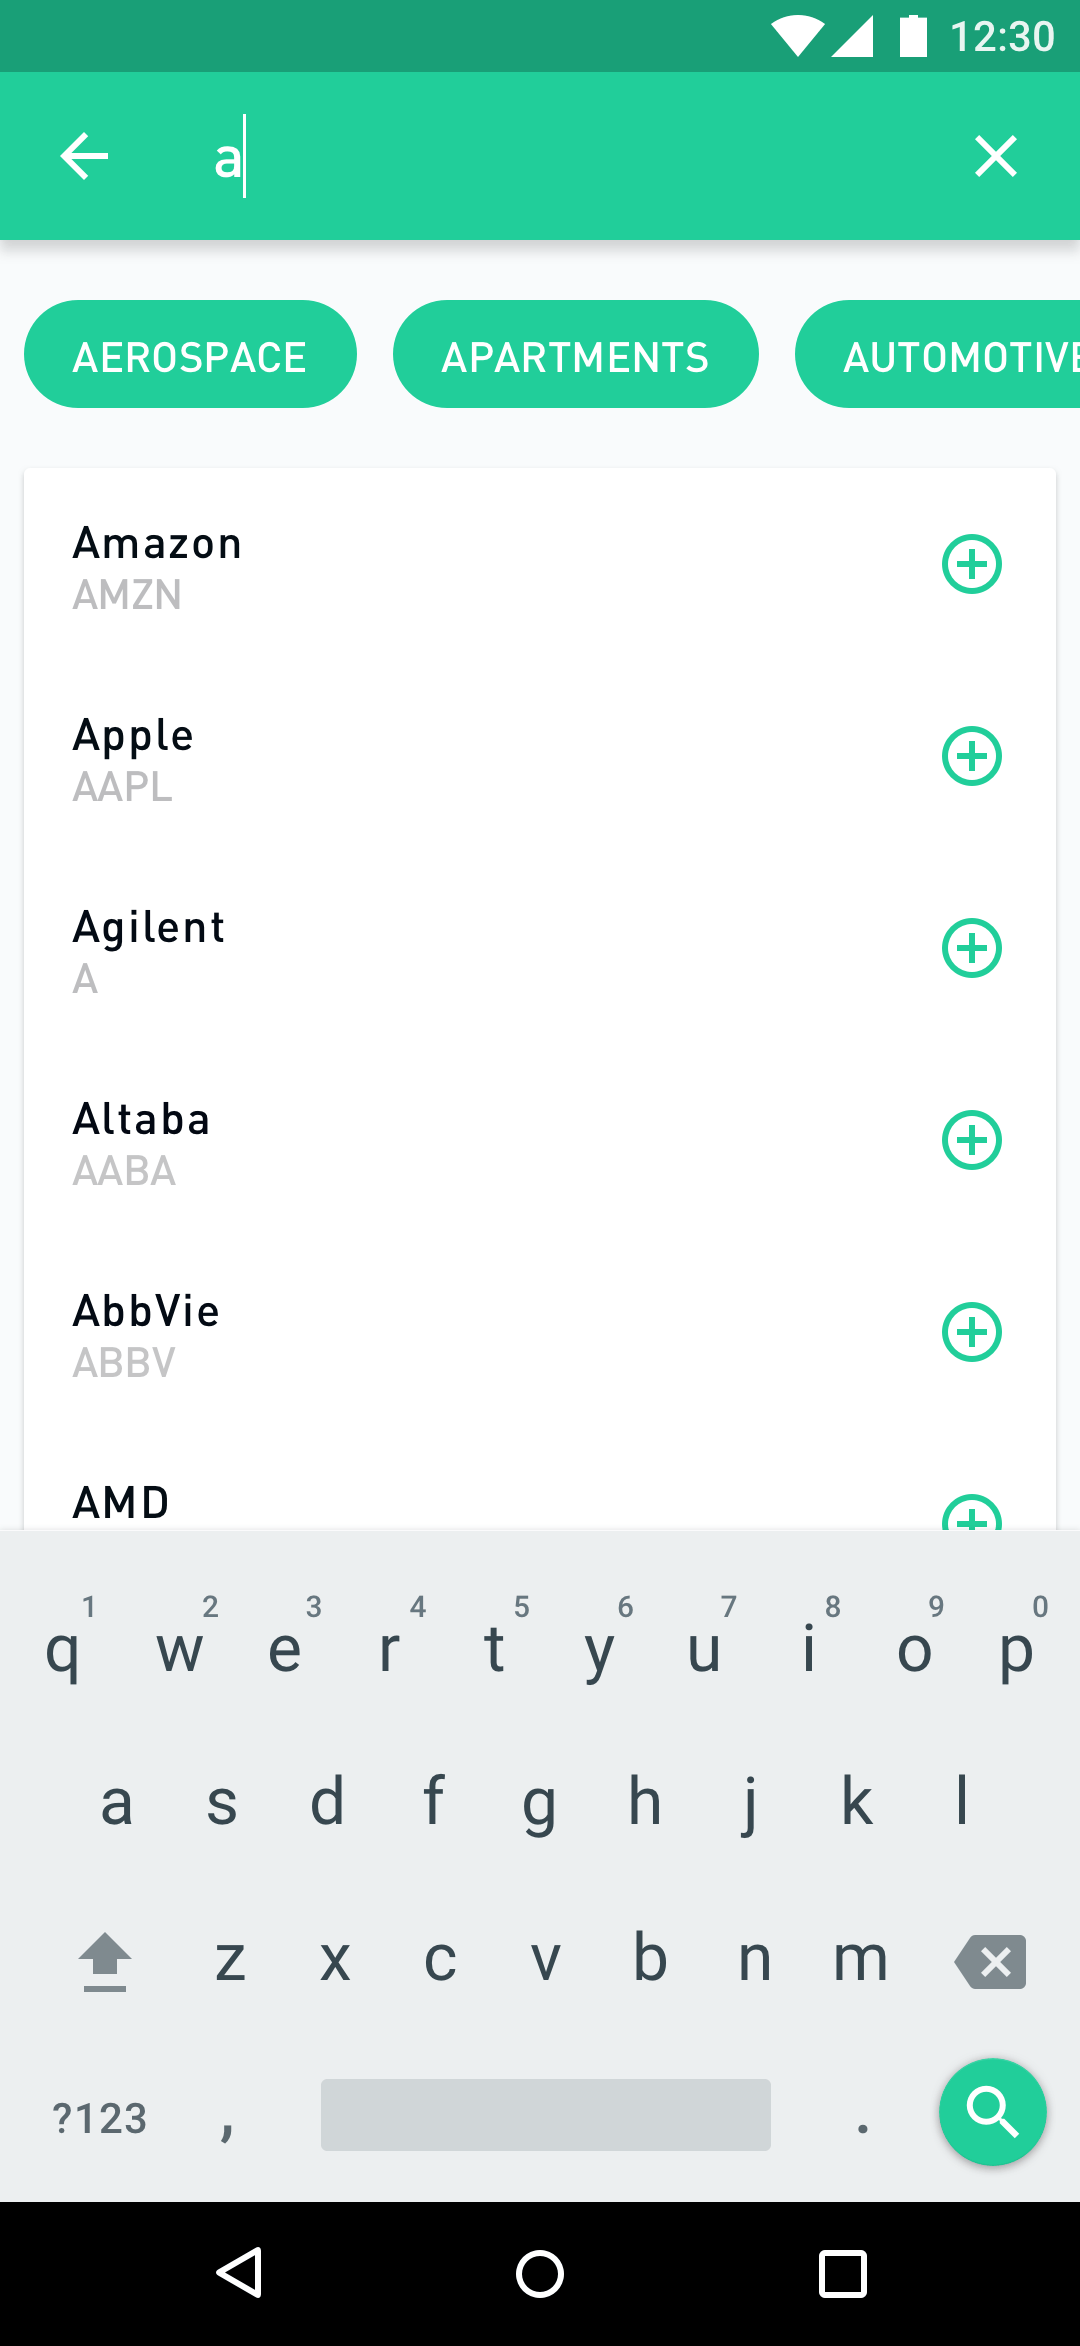 12:30
a
AEROSPACE APARTMENTS AUTOMOTIVE
Amazon
AMZN
Apple
AAPL
Agilent
A
Altaba
AABA
AbbVie
ABBV
AMD
1 2 3 4 5 6 7 8 9 0
q w e r t y u i o p
a s d f g h j k l
z x c v b n m
?123 , .